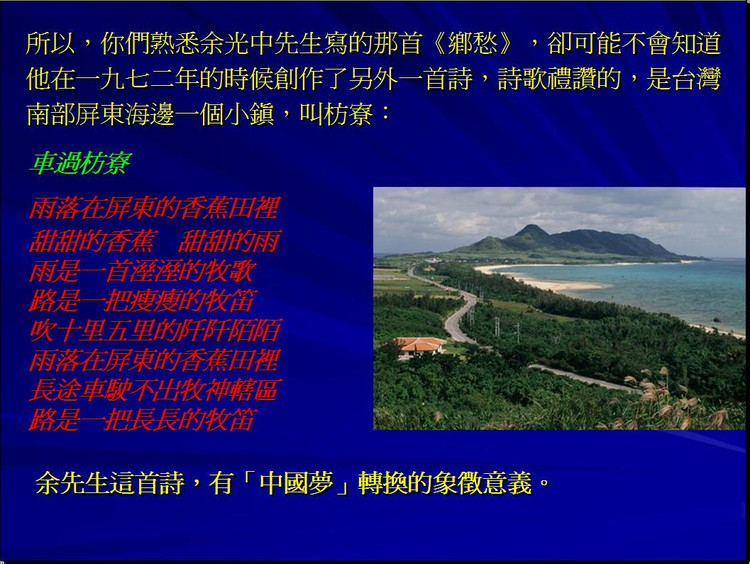 所以，你們熟悉余光中先生寫的那首《鄉愁》，卻可能不會知道
他在一九七二年的時候創作了另外一首詩，詩歌禮讚的，是台灣
南部屏東海邊一個小鎮，叫枋寮：
車過枋寮
雨落在屏東的香蕉田裡
甜甜的香蕉　甜甜的雨
雨是一首溼溼的牧歌
路是一把瘦瘦的牧笛
吹十里五里的阡阡陌陌
雨落在屏東的香蕉田裡
長途車駛不出牧神轄區
路是一把長長的牧笛
余先生這首詩，有「中國夢」轉換的象徵意義。